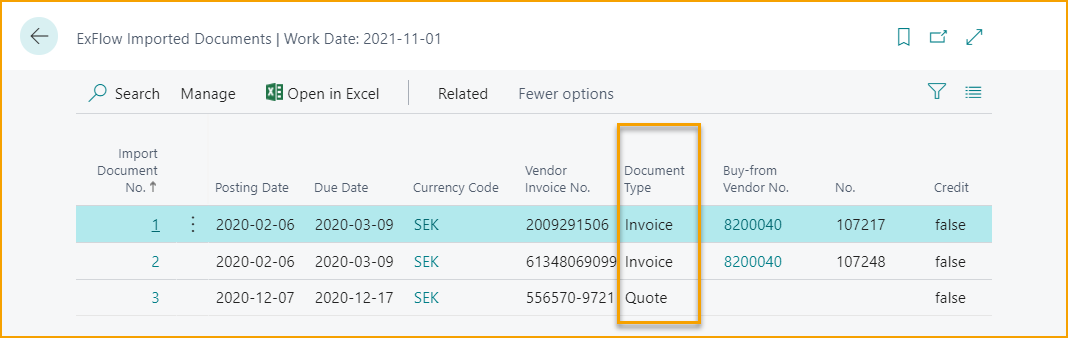 ExFlow Imported Documents | Work Date: 2021-11-01
Search Manage Open in Excel Related Fewer options
Import Document No. ↑ Posting Date Due Date Currency Code Vendor Invoice No. Document Type Buy-from Vendor No. No. Credit
1 2020-02-06 2020-03-09 SEK 2009291506 Invoice 8200040 107217 false
2 2020-02-06 2020-03-09 SEK 61348069099 Invoice 8200040 107248 false
3 2020-12-07 2020-12-17 SEK 556570-9721 Quote false